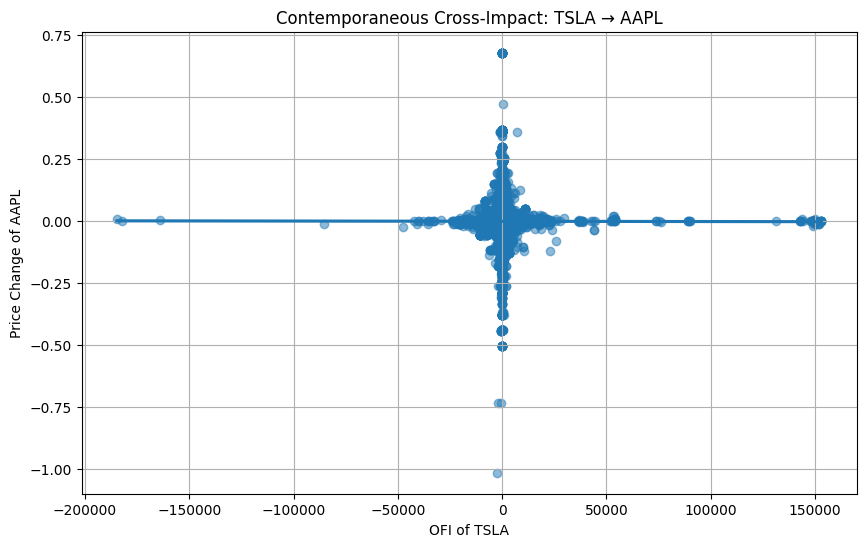 Contemporaneous Cross-Impact: TSLA → AAPL
Price Change of AAPL
0.75
0.50
0.25
0.00
−0.25
−0.50
−0.75
−1.00
−200000 −150000 −100000 −50000 0 50000 100000 150000
OFI of TSLA